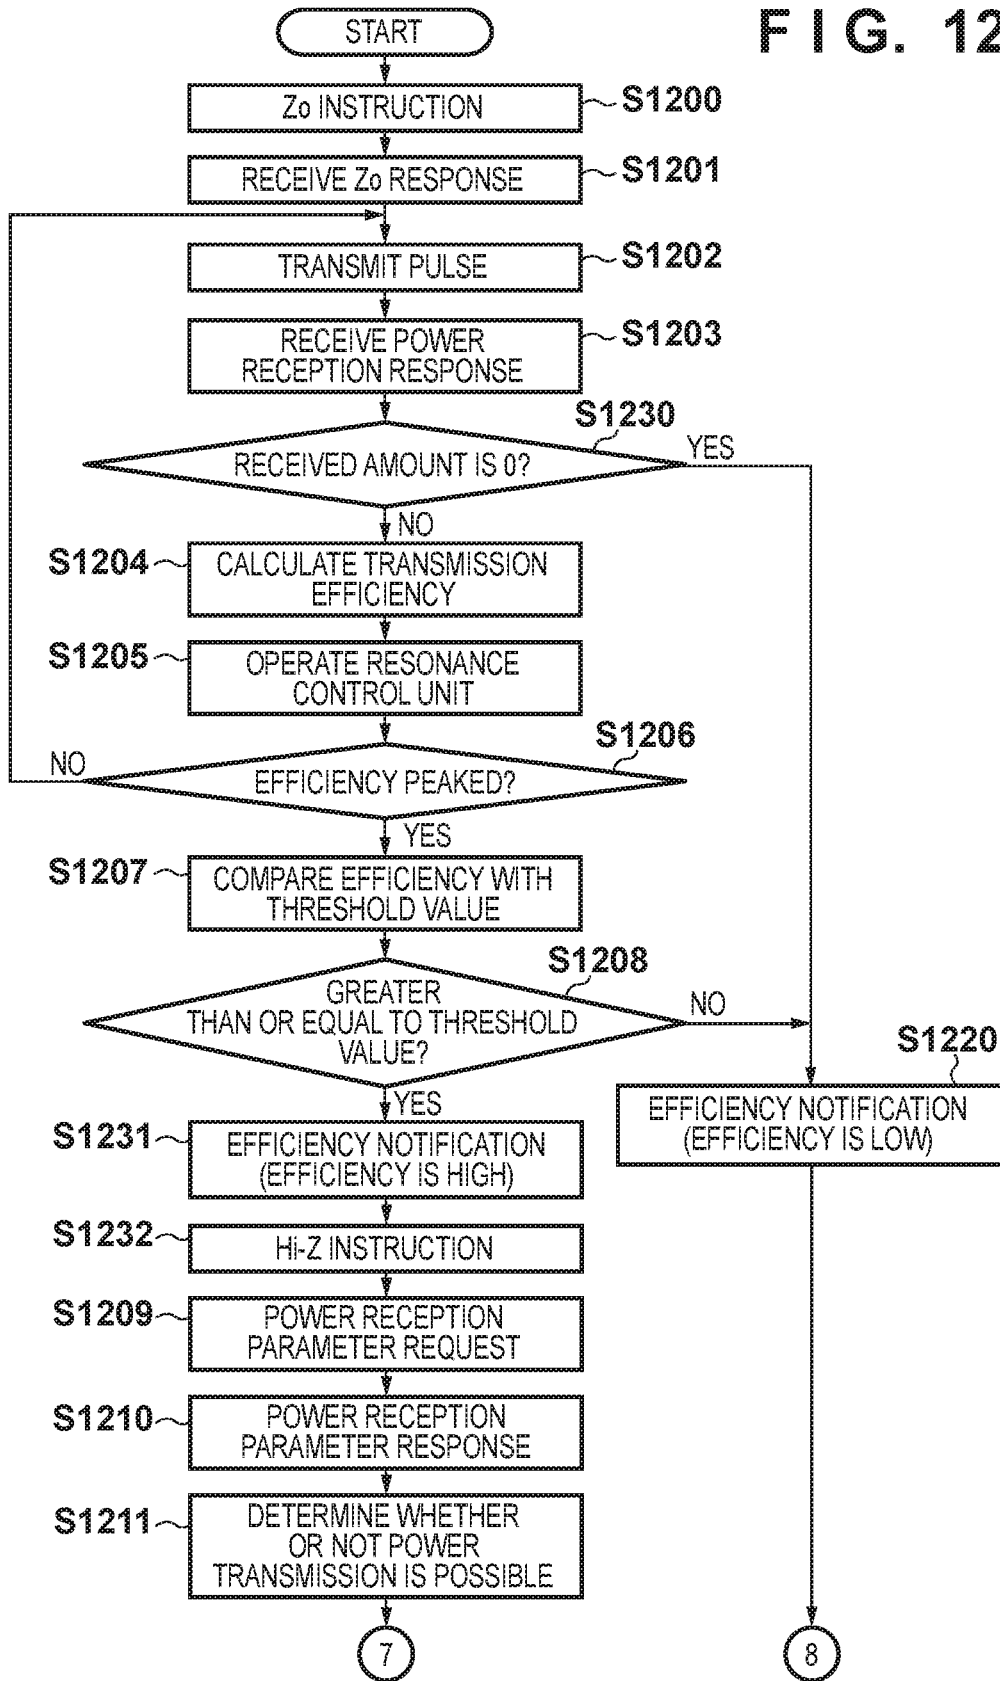 FIG. 12
START
Zo INSTRUCTION
S1200
RECEIVE Zo RESPONSE
S1201
TRANSMIT PULSE
S1202
RECEIVE POWER
RECEPTION RESPONSE
S1203
S1230
RECEIVED AMOUNT IS 0?
YES
NO
S1204
CALCULATE TRANSMISSION
EFFICIENCY
S1205
OPERATE RESONANCE
CONTROL UNIT
S1206
NO
EFFICIENCY PEAKED?
YES
S1207
COMPARE EFFICIENCY WITH
THRESHOLD VALUE
S1208
GREATER
THAN OR EQUAL TO THRESHOLD
VALUE?
NO
YES
S1220
EFFICIENCY NOTIFICATION
(EFFICIENCY IS LOW)
S1231
EFFICIENCY NOTIFICATION
(EFFICIENCY IS HIGH)
S1232
Hi-Z INSTRUCTION
S1209
POWER RECEPTION
PARAMETER REQUEST
S1210
POWER RECEPTION
PARAMETER RESPONSE
S1211
DETERMINE WHETHER
OR NOT POWER
TRANSMISSION IS POSSIBLE
7
8